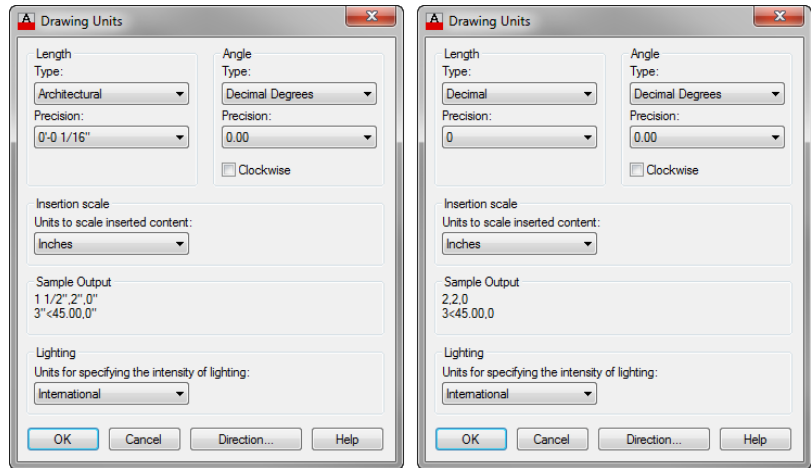 Drawing Units
Length
Type:
Architectural
Precision:
0'-0 1/16"
Angle
Type:
Decimal Degrees
Precision:
0.00
Clockwise
Insertion scale
Units to scale inserted content:
Inches
Sample Output
1 1/2",2",0"
3"<45.00,0"
Lighting
Units for specifying the intensity of lighting:
International
OK Cancel Direction... Help
Drawing Units
Length
Type:
Decimal
Precision:
0
Angle
Type:
Decimal Degrees
Precision:
0.00
Clockwise
Insertion scale
Units to scale inserted content:
Inches
Sample Output
2,2,0
3<45.00,0
Lighting
Units for specifying the intensity of lighting:
International
OK Cancel Direction... Help